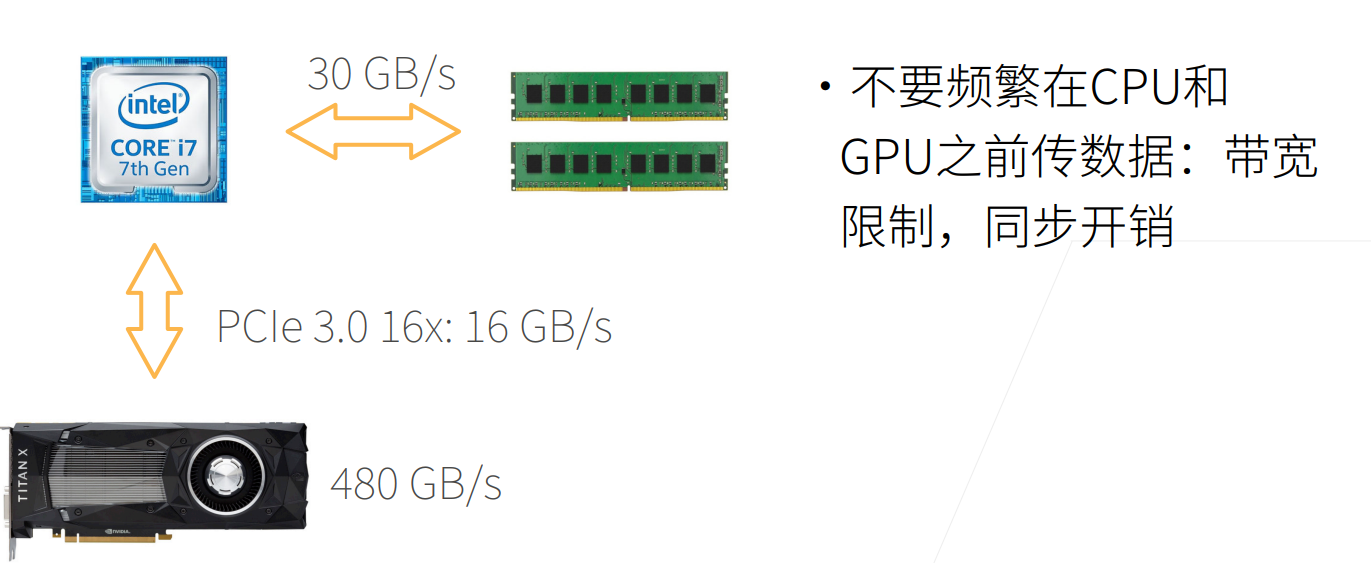 30 GB/s
intel
CORE™ i7
7th Gen
• 不要频繁在CPU和
GPU之前传数据：带宽
限制，同步开销
PCIe 3.0 16x: 16 GB/s
TITAN X
480 GB/s
NVIDIA.